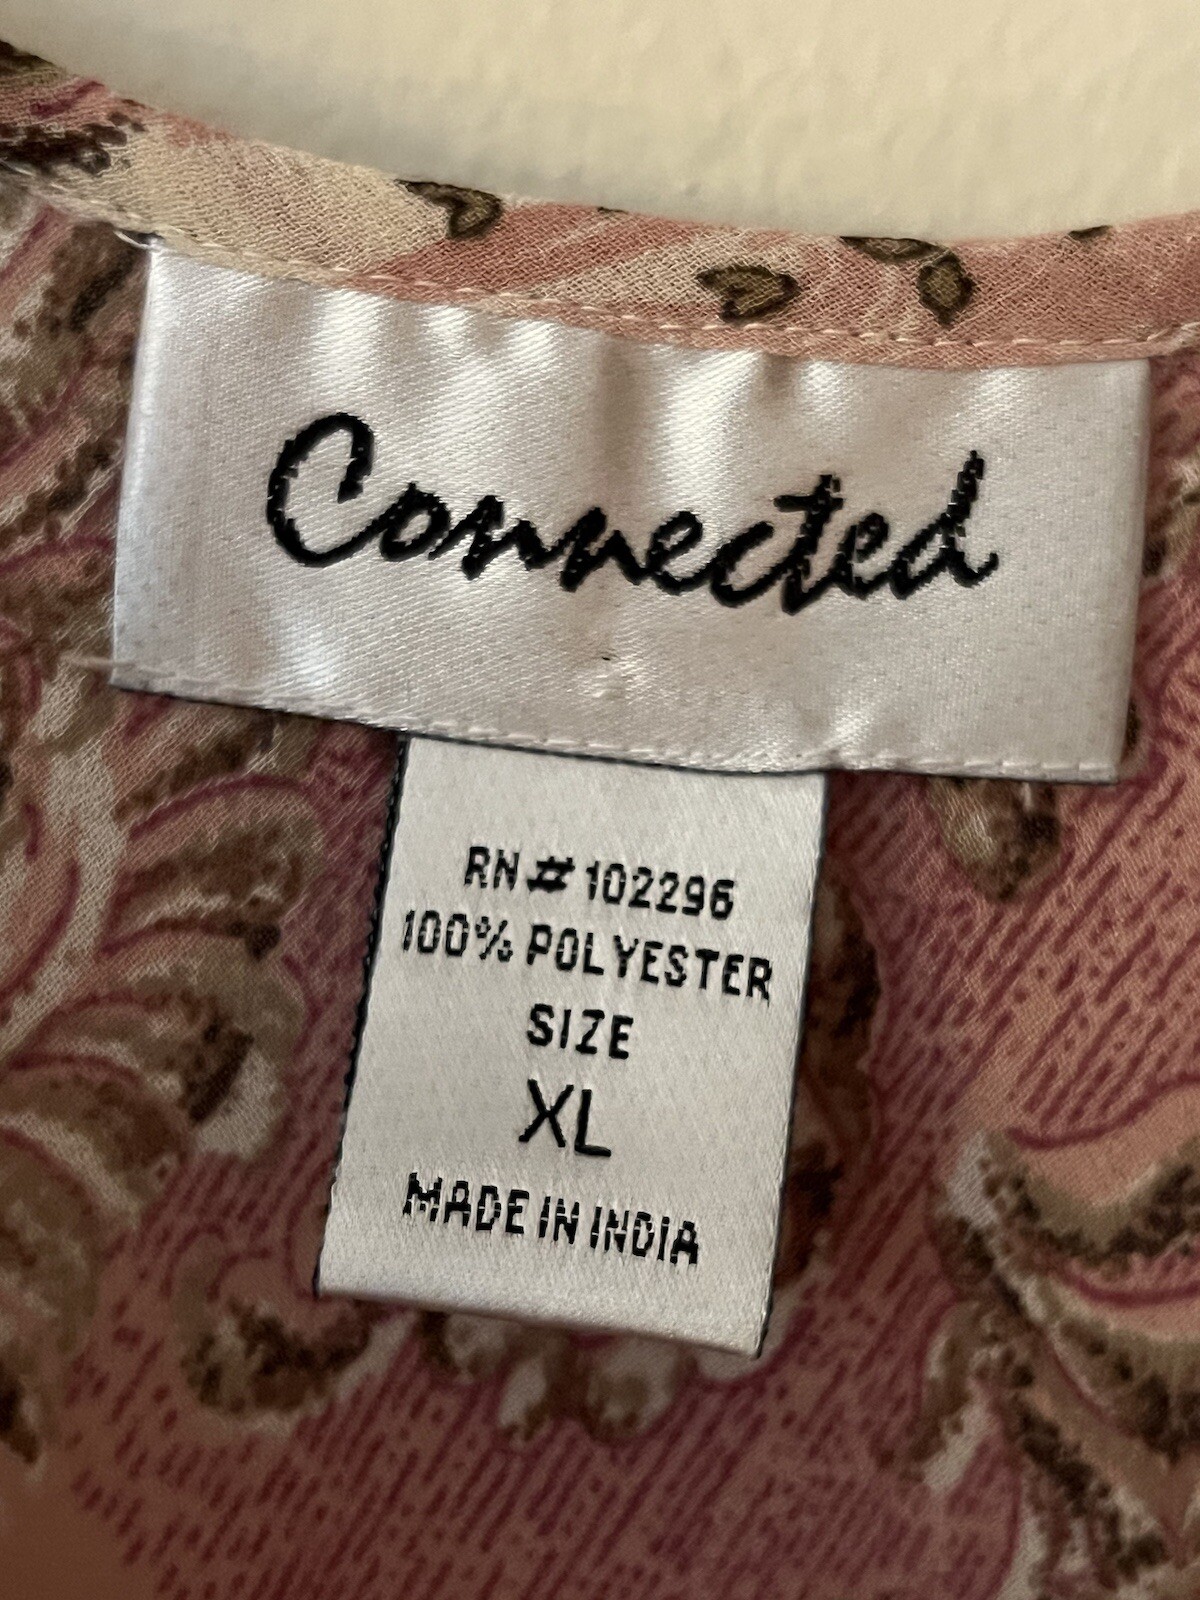 Connected
RN# 102296
100% POLYESTER
SIZE
XL
MADE IN INDIA